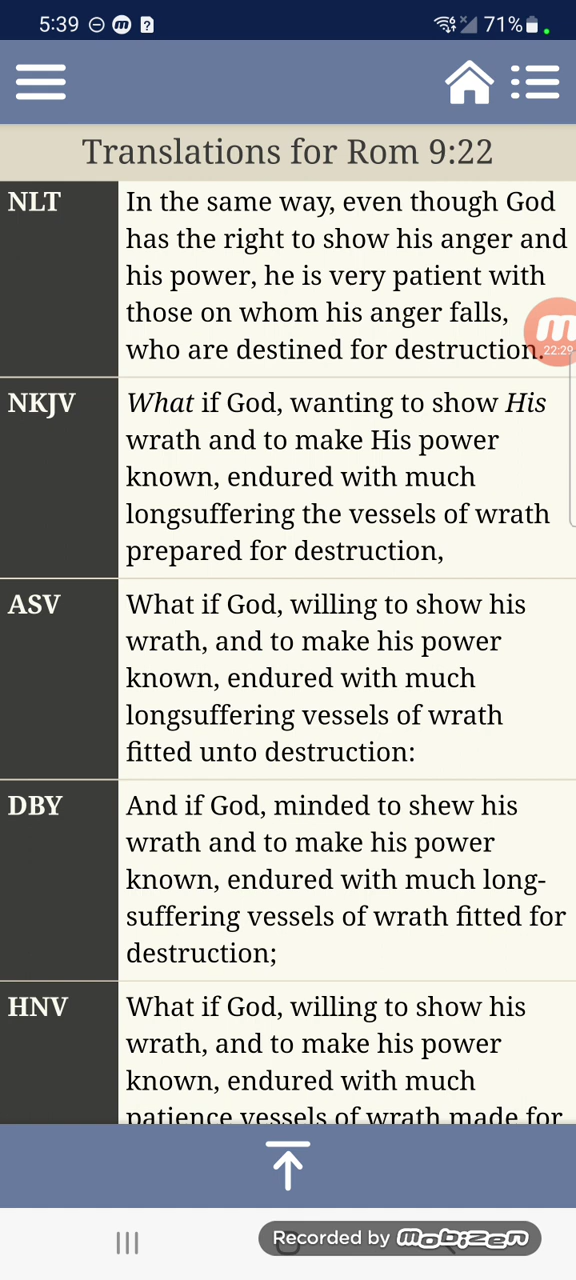 5:39
71%
Translations for Rom 9:22
NLT
In the same way, even though God
has the right to show his anger and
his power, he is very patient with
those on whom his anger falls,
who are destined for destruction.
22:29
NKJV
What if God, wanting to show His
wrath and to make His power
known, endured with much
longsuffering the vessels of wrath
prepared for destruction,
ASV
What if God, willing to show his
wrath, and to make his power
known, endured with much
longsuffering vessels of wrath
fitted unto destruction:
DBY
And if God, minded to shew his
wrath and to make his power
known, endured with much long-
suffering vessels of wrath fitted for
destruction;
HNV
What if God, willing to show his
wrath, and to make his power
known, endured with much
patience vessels of wrath made for
Recorded by mobizen